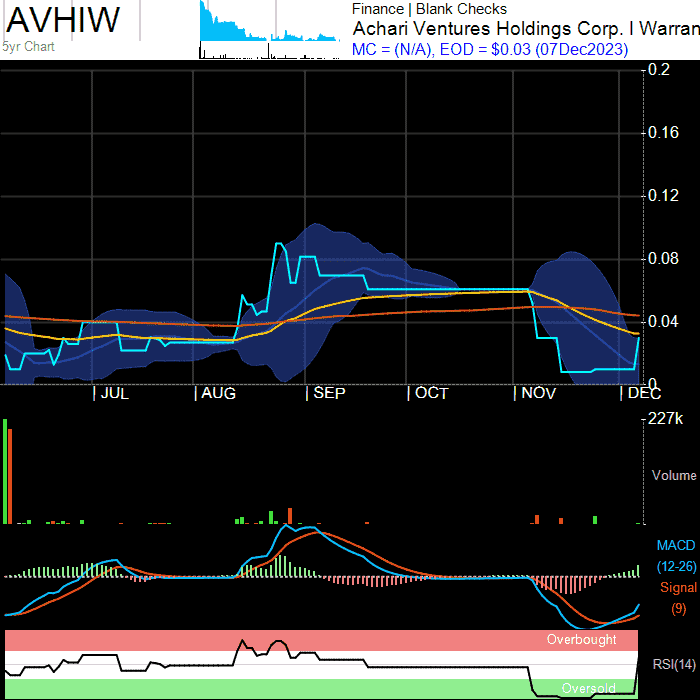 AVHIW
5yr Chart
Finance | Blank Checks
Achari Ventures Holdings Corp. I Warran
MC = (N/A), EOD = $0.03 (07Dec2023)
0.2
0.16
0.12
0.08
0.04
0
JUL AUG SEP OCT NOV DEC
227k
Volume
MACD
(12-26)
Signal
(9)
Overbought
RSI(14)
Oversold